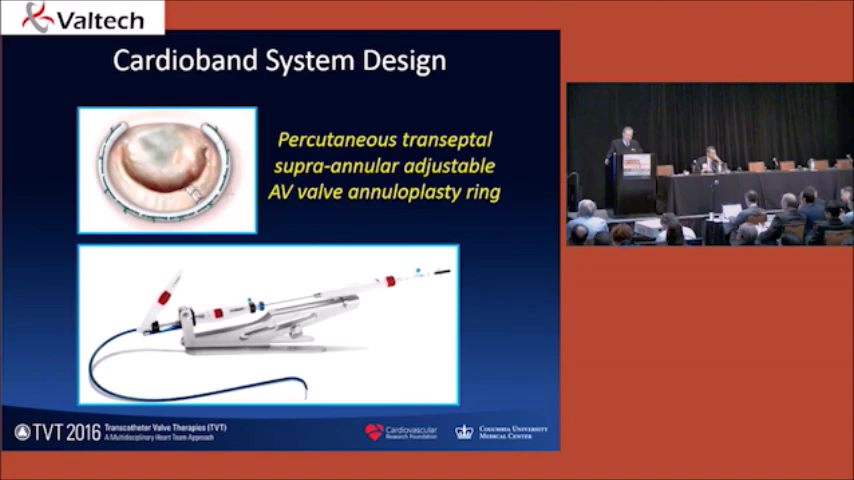 Valtech
Cardioband System Design
Percutaneous transeptal
supra-annular adjustable
AV valve annuloplasty ring
TVT 2016
Transcatheter Valve Therapies (TVT)
A Multidisciplinary Heart Team Approach
Cardiovascular
Research Foundation
Columbia University
Medical Center